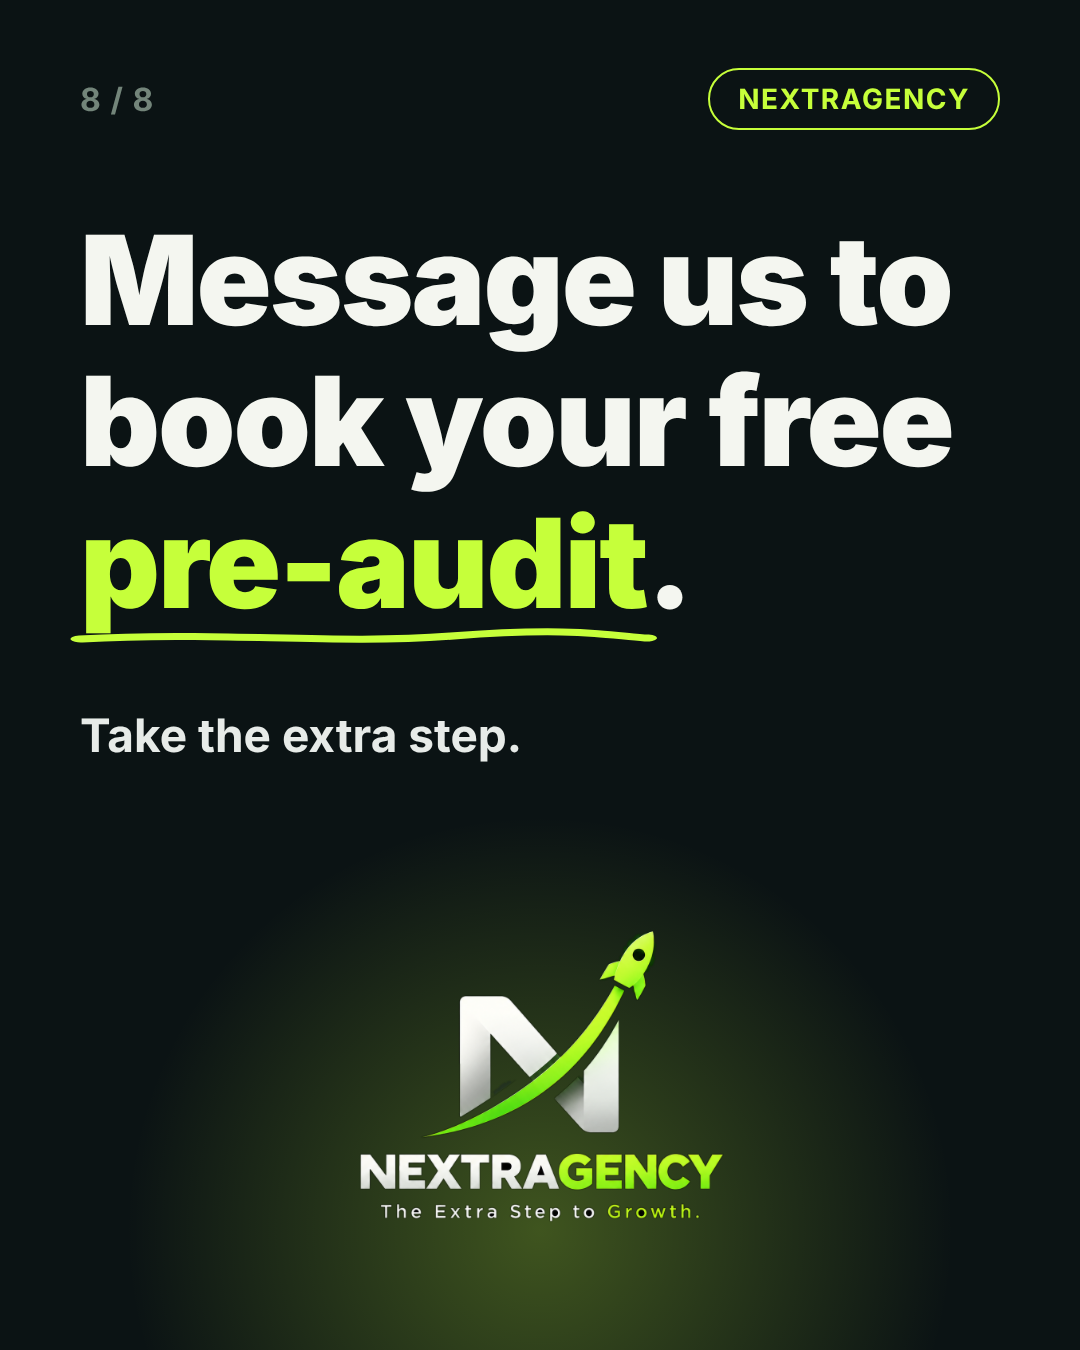 8 / 8
NEXTRAGENCY
Message us to
book your free
pre-audit.
Take the extra step.
NEXTRAGENCY
The Extra Step to Growth.